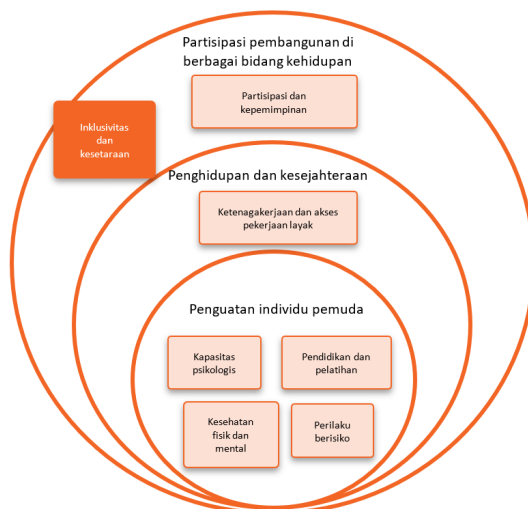 Partisipasi pembangunan di
berbagai bidang kehidupan
Partisipasi dan
kepemimpinan
Inklusivitas
dan
kesetaraan
Penghidupan dan kesejahteraan
Ketenagakerjaan dan akses
pekerjaan layak
Penguatan individu pemuda
Kapasitas
psikologis
Pendidikan dan
pelatihan
Kesehatan
fisik dan
mental
Perilaku
berisiko